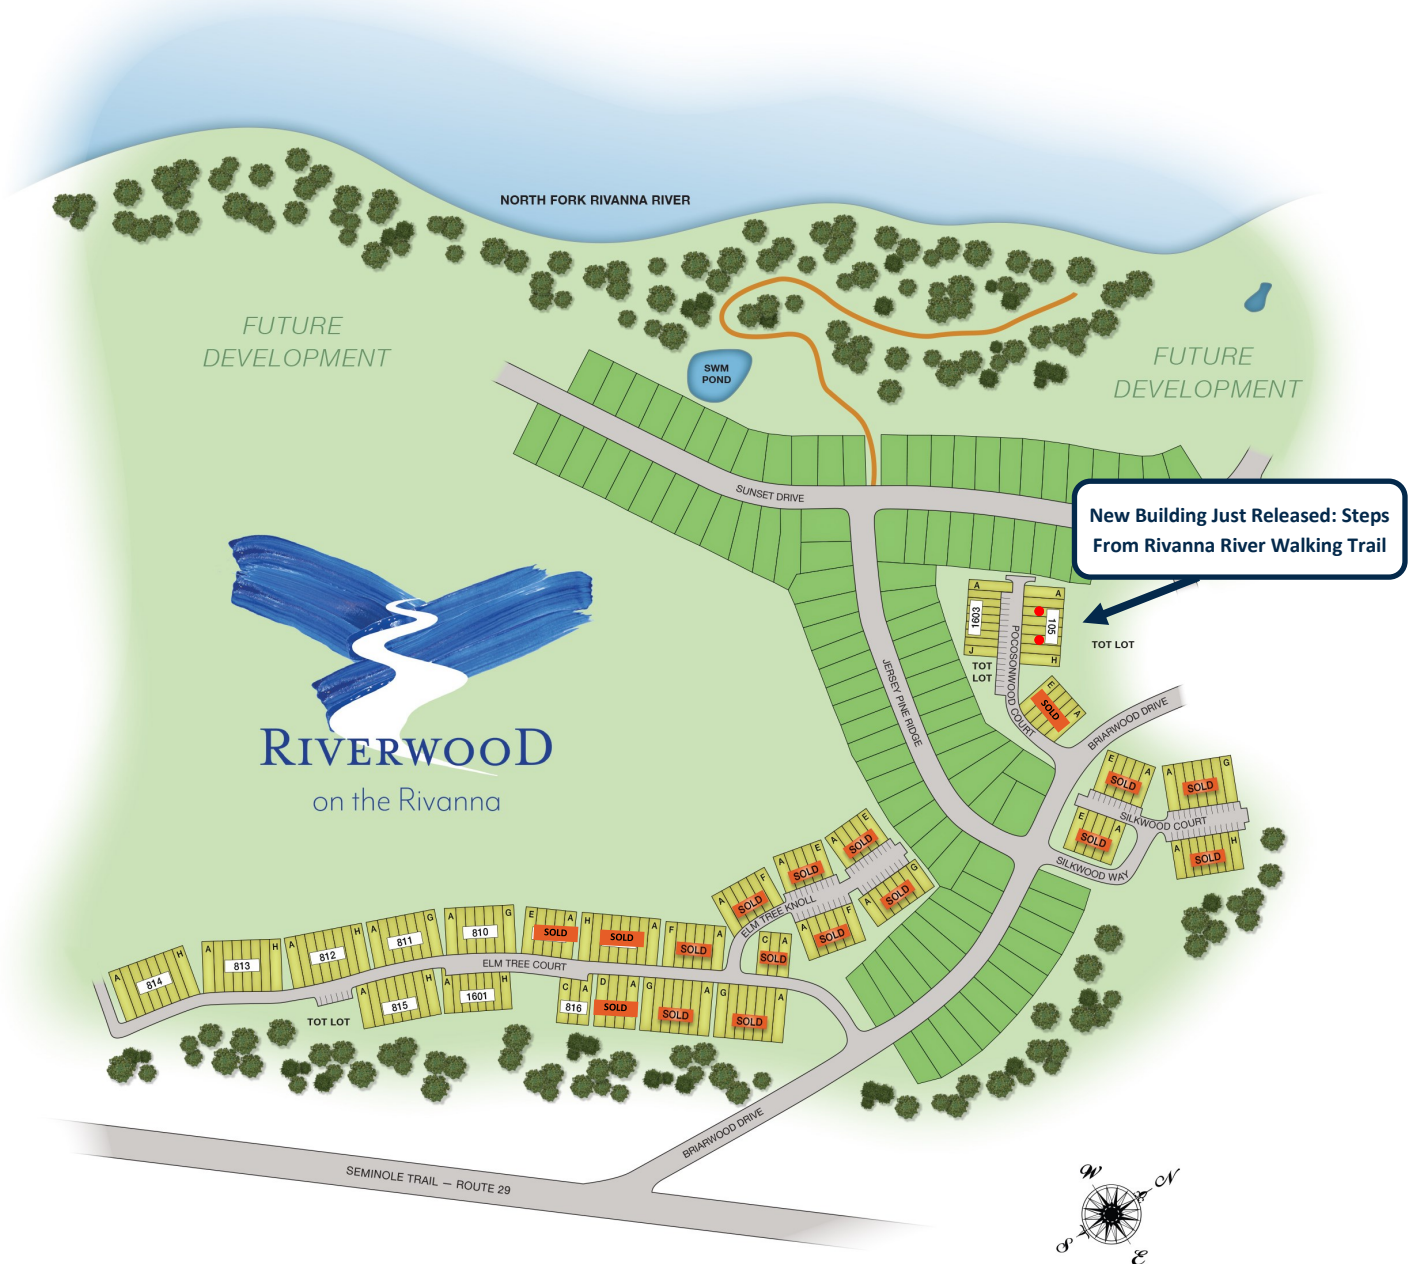 NORTH FORK RIVANNA RIVER
FUTURE
DEVELOPMENT
SWM
POND
FUTURE
DEVELOPMENT
SUNSET DRIVE
New Building Just Released: Steps
From Rivanna River Walking Trail
A
1603
J
TOT
LOT
POCOSONWOOD COURT
A
105
H
TOT LOT
E
SOLD
A
JERSEY PINE RIDGE
BRIARWOOD DRIVE
RIVERWOOD
on the Rivanna
E
A
SOLD
A
G
SOLD
SILKWOOD COURT
E
A
SOLD
A
H
SOLD
SILKWOOD WAY
A
E
SOLD
A
E
SOLD
A
F
SOLD
ELM TREE KNOLL
A
G
SOLD
A
F
SOLD
C A
SOLD
A
H
814
A
H
813
A
H
812
A
G
811
A
G
810
E
A
SOLD
H
A
SOLD
F
A
SOLD
ELM TREE COURT
TOT LOT
A
H
815
A
H
1601
C A
816
D A
SOLD
G
A
SOLD
G
A
SOLD
BRIARWOOD DRIVE
SEMINOLE TRAIL — ROUTE 29
W
N
S
E